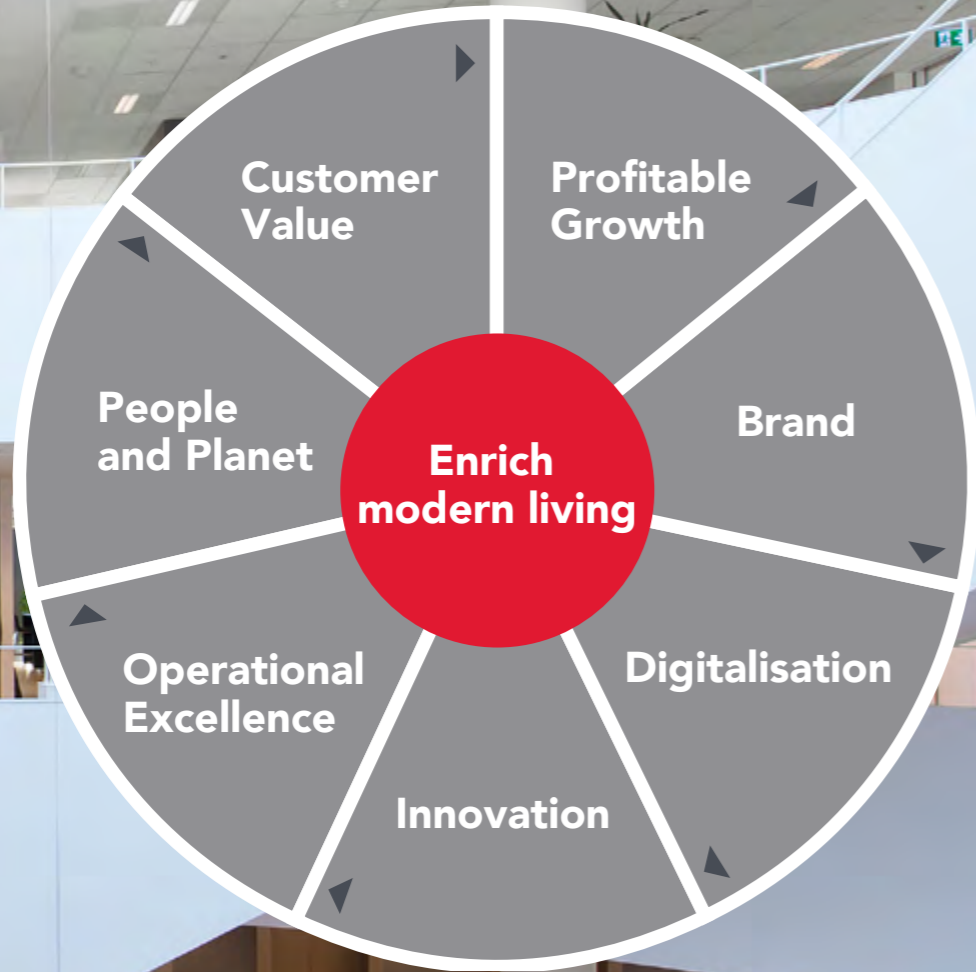 Customer
Value
Profitable
Growth
Brand
Digitalisation
Innovation
Operational
Excellence
People
and Planet
Enrich
modern living